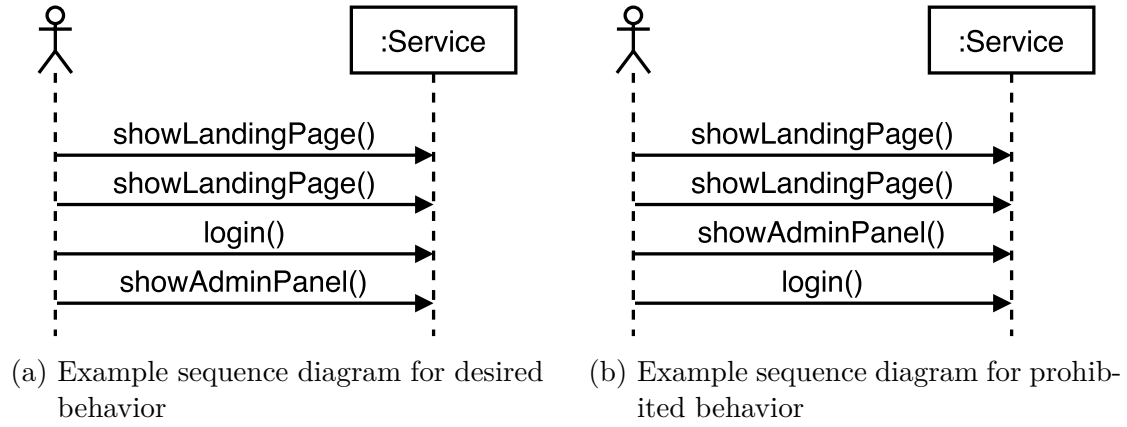 :Service
showLandingPage()
showLandingPage()
login()
showAdminPanel()
(a) Example sequence diagram for desired
behavior
:Service
showLandingPage()
showLandingPage()
showAdminPanel()
login()
(b) Example sequence diagram for prohib-
ited behavior